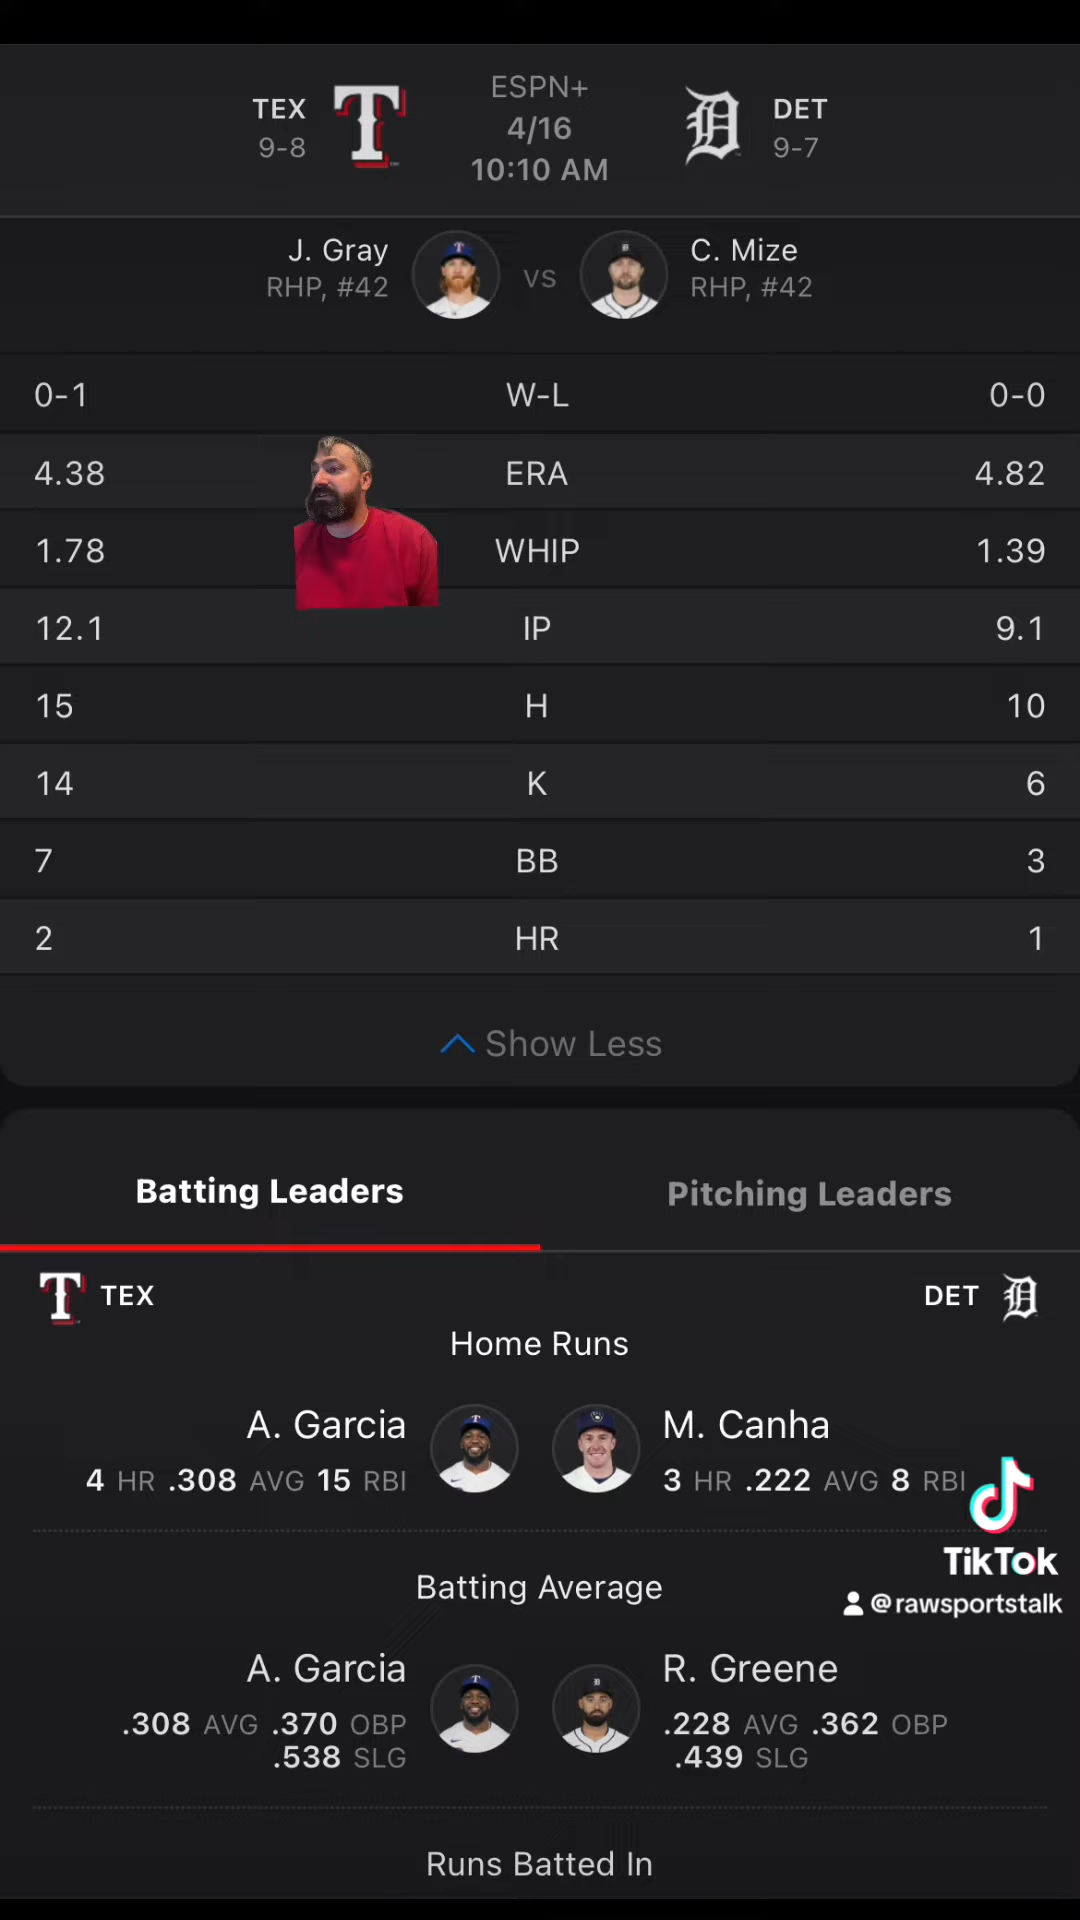 ESPN+
TEX
4/16
DET
9-8
10:10 AM
9-7
J. Gray
RHP, #42
VS
C. Mize
RHP, #42
0-1 W-L 0-0
4.38 ERA 4.82
1.78 WHIP 1.39
12.1 IP 9.1
15 H 10
14 K 6
7 BB 3
2 HR 1
Show Less
Batting Leaders
Pitching Leaders
TEX
DET
Home Runs
A. Garcia
4 HR .308 AVG 15 RBI
M. Canha
3 HR .222 AVG 8 RBI
TikTok
@rawsportstalk
Batting Average
A. Garcia
.308 AVG .370 OBP
.538 SLG
R. Greene
.228 AVG .362 OBP
.439 SLG
Runs Batted In